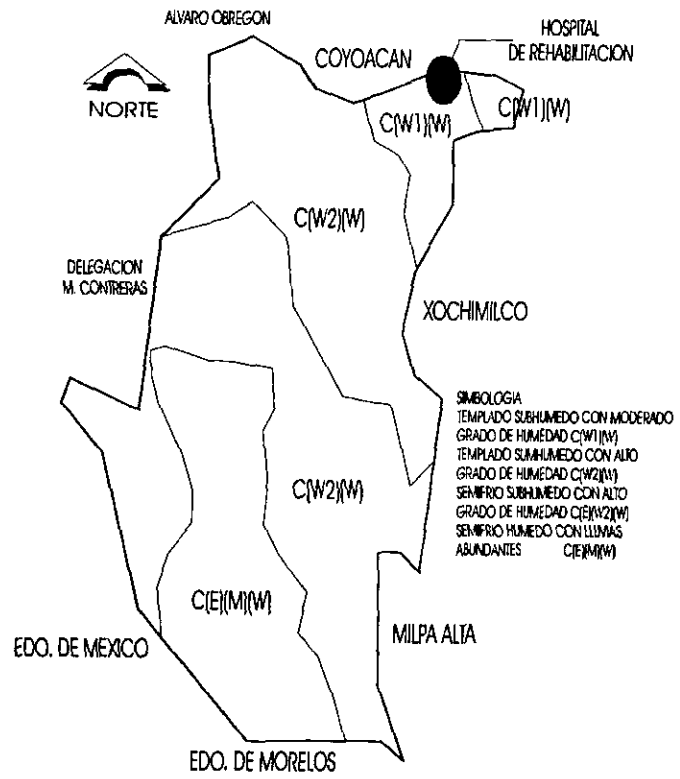 ALVARO OBREGON
HOSPITAL
DE REHABILITACION
COYOACAN
NORTE
C(W1)(W)
C(W1)(W)
C(W2)(W)
DELEGACION
M. CONTRERAS
XOCHIMILCO
SIMBOLOGIA
TEMPLADO SUBHUMEDO CON MODERADO
GRADO DE HUMEDAD C(W1)(W)
TEMPLADO SUMHUMEDO CON ALTO
GRADO DE HUMEDAD C(W2)(W)
SEMIFRIO SUBHUMEDO CON ALTO
GRADO DE HUMEDAD C(E)(W2)(W)
SEMIFRIO HUMEDO CON LLUVIAS
ABUNDANTES C(E)(M)(W)
C(W2)(W)
C(E)(M)(W)
EDO. DE MEXICO
MILPA ALTA
EDO. DE MORELOS